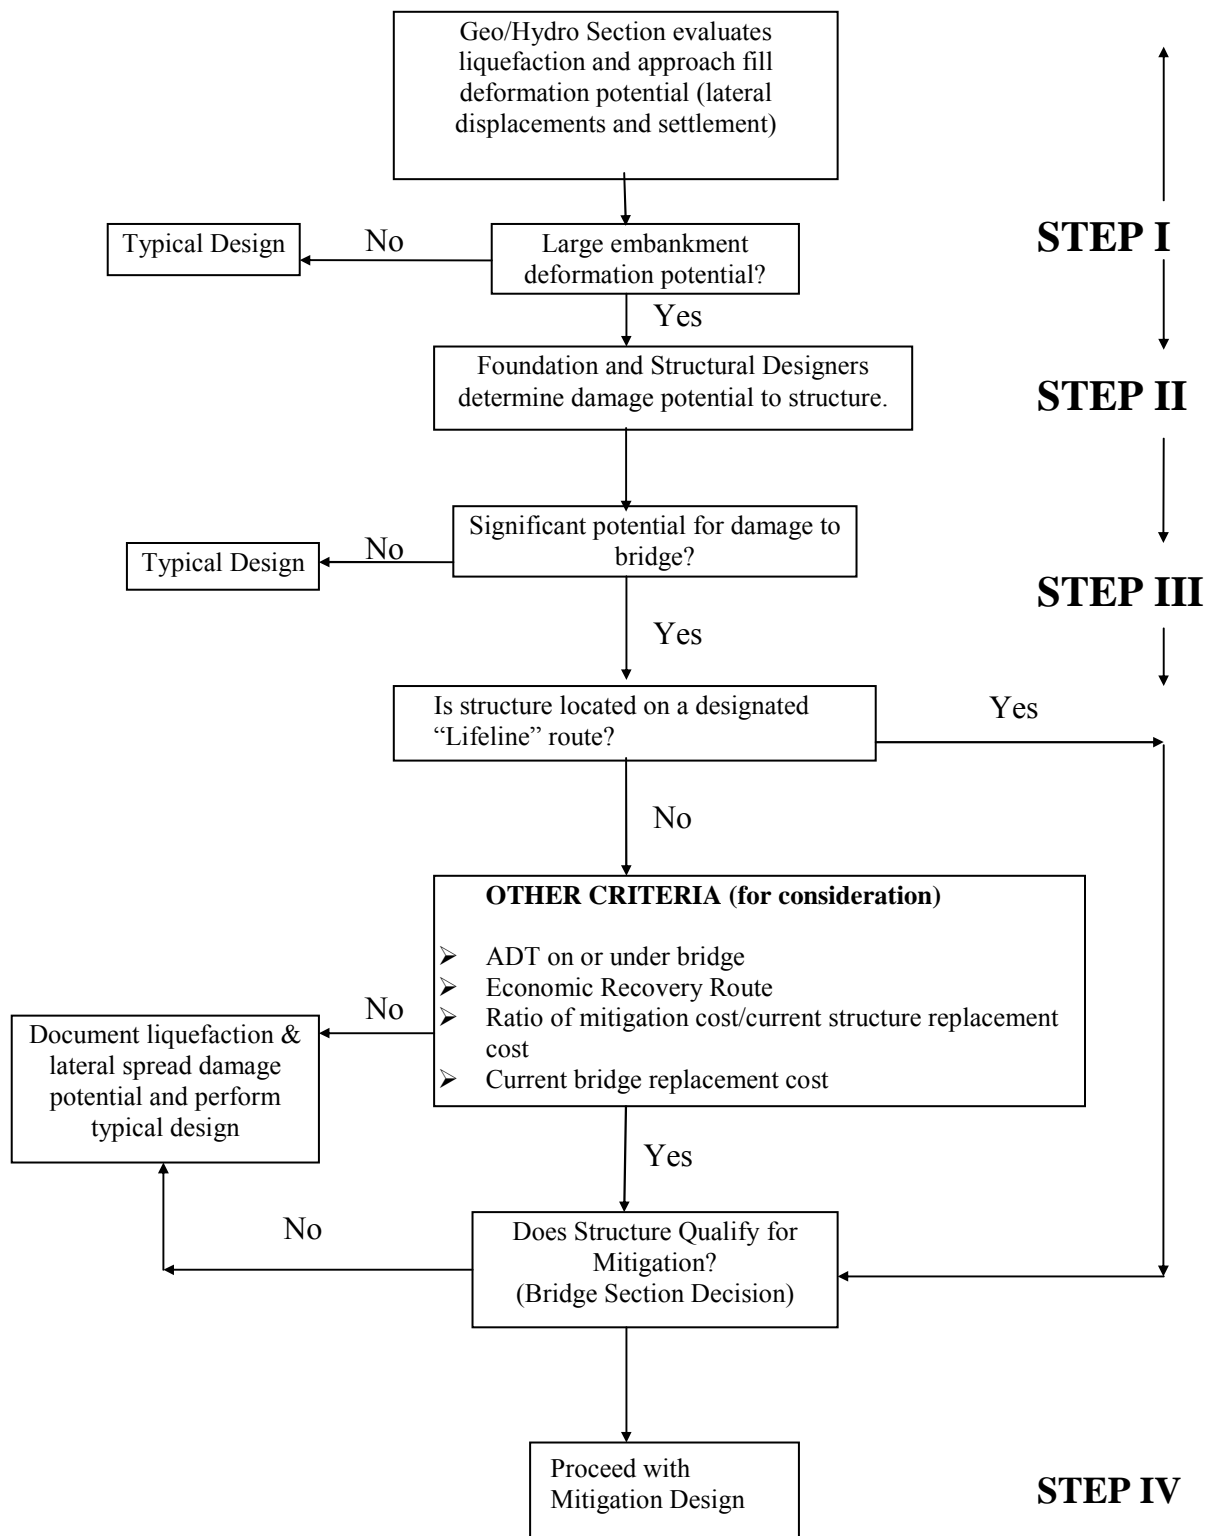 Geo/Hydro Section evaluates
liquefaction and approach fill
deformation potential (lateral
displacements and settlement)
STEP I
Typical Design
No
Large embankment
deformation potential?
Yes
Foundation and Structural Designers
determine damage potential to structure.
STEP II
Significant potential for damage to
bridge?
No
Typical Design
STEP III
Yes
Is structure located on a designated
“Lifeline” route?
Yes
No
OTHER CRITERIA (for consideration)
➢ ADT on or under bridge
➢ Economic Recovery Route
➢ Ratio of mitigation cost/current structure replacement
cost
➢ Current bridge replacement cost
No
Document liquefaction &
lateral spread damage
potential and perform
typical design
Yes
No
Does Structure Qualify for
Mitigation?
(Bridge Section Decision)
Proceed with
Mitigation Design
STEP IV